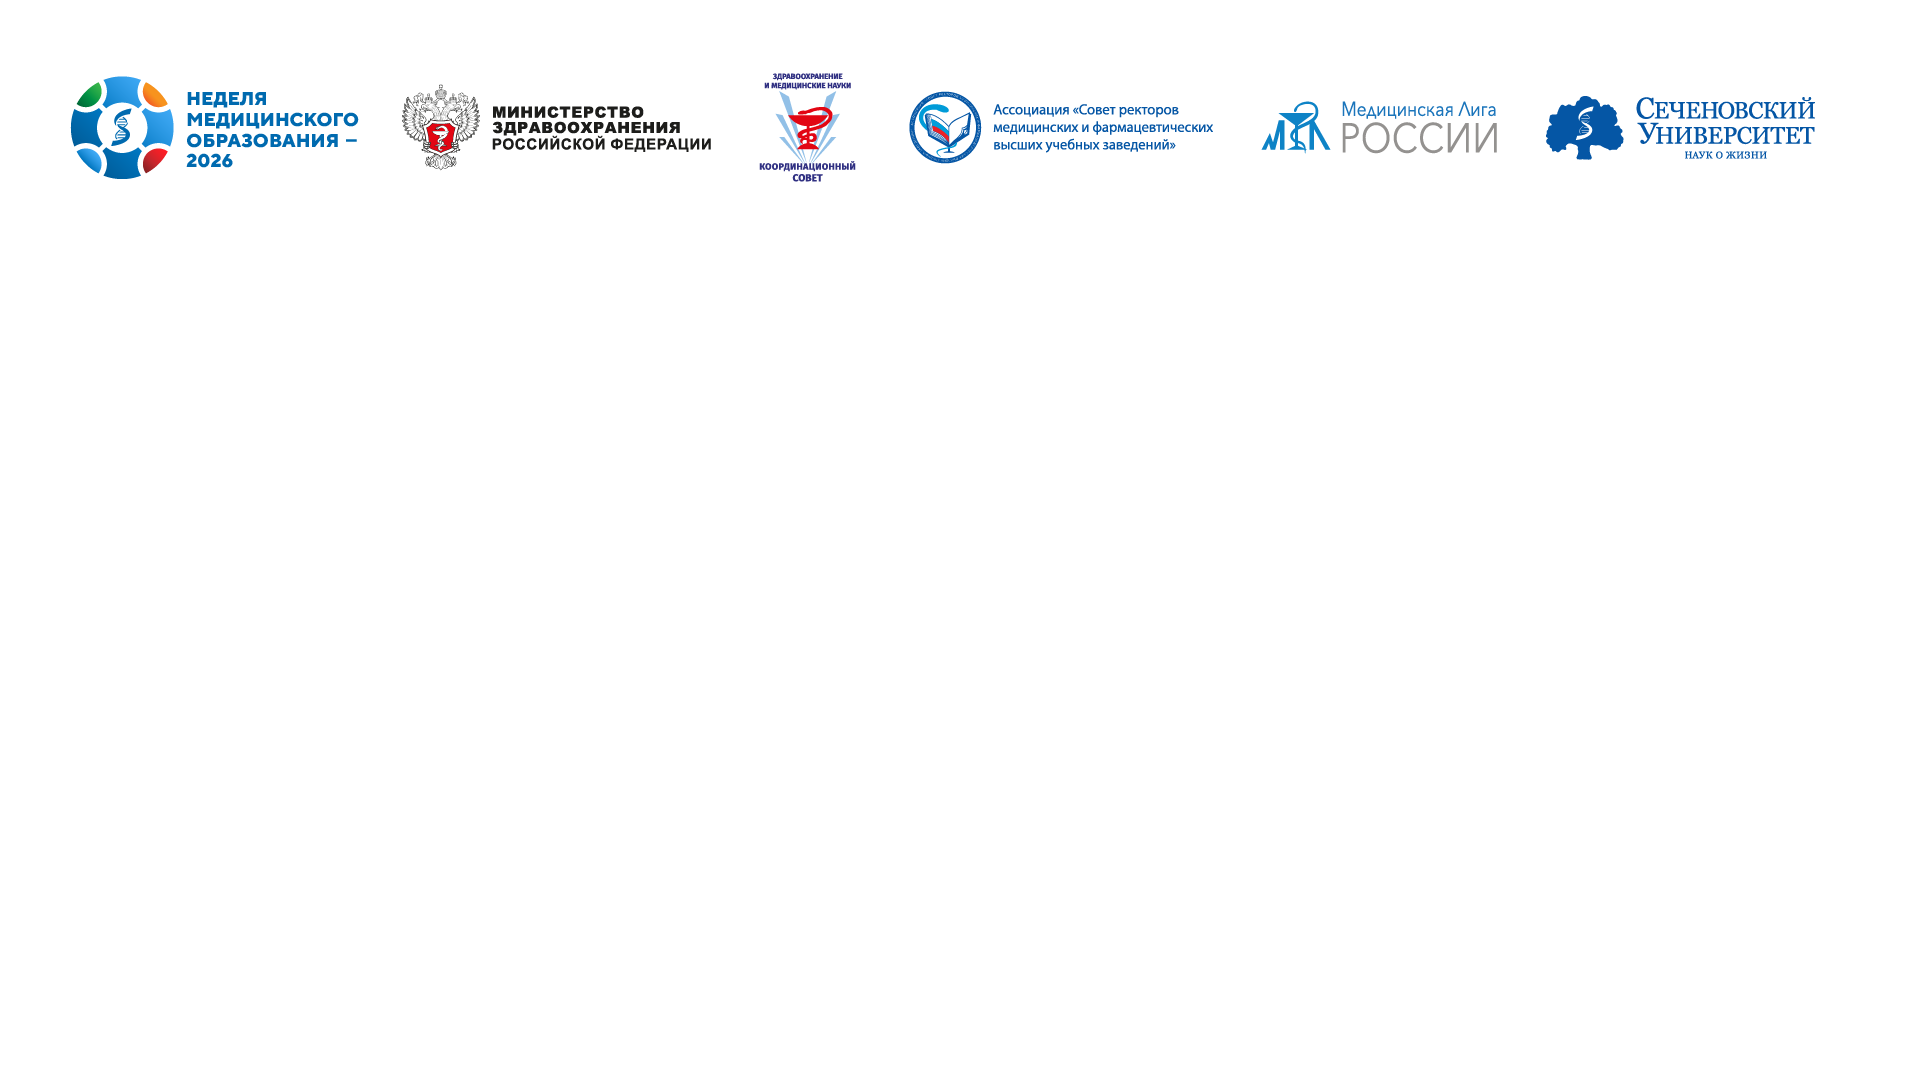 НЕДЕЛЯ
МЕДИЦИНСКОГО
ОБРАЗОВАНИЯ –
2026
МИНИСТЕРСТВО
ЗДРАВООХРАНЕНИЯ
РОССИЙСКОЙ ФЕДЕРАЦИИ
ЗДРАВООХРАНЕНИЕ
И МЕДИЦИНСКИЕ НАУКИ
КООРДИНАЦИОННЫЙ
СОВЕТ
Ассоциация «Совет ректоров
медицинских и фармацевтических
высших учебных заведений»
Медицинская Лига
РОССИИ
СЕЧЕНОВСКИЙ
УНИВЕРСИТЕТ
НАУК О ЖИЗНИ